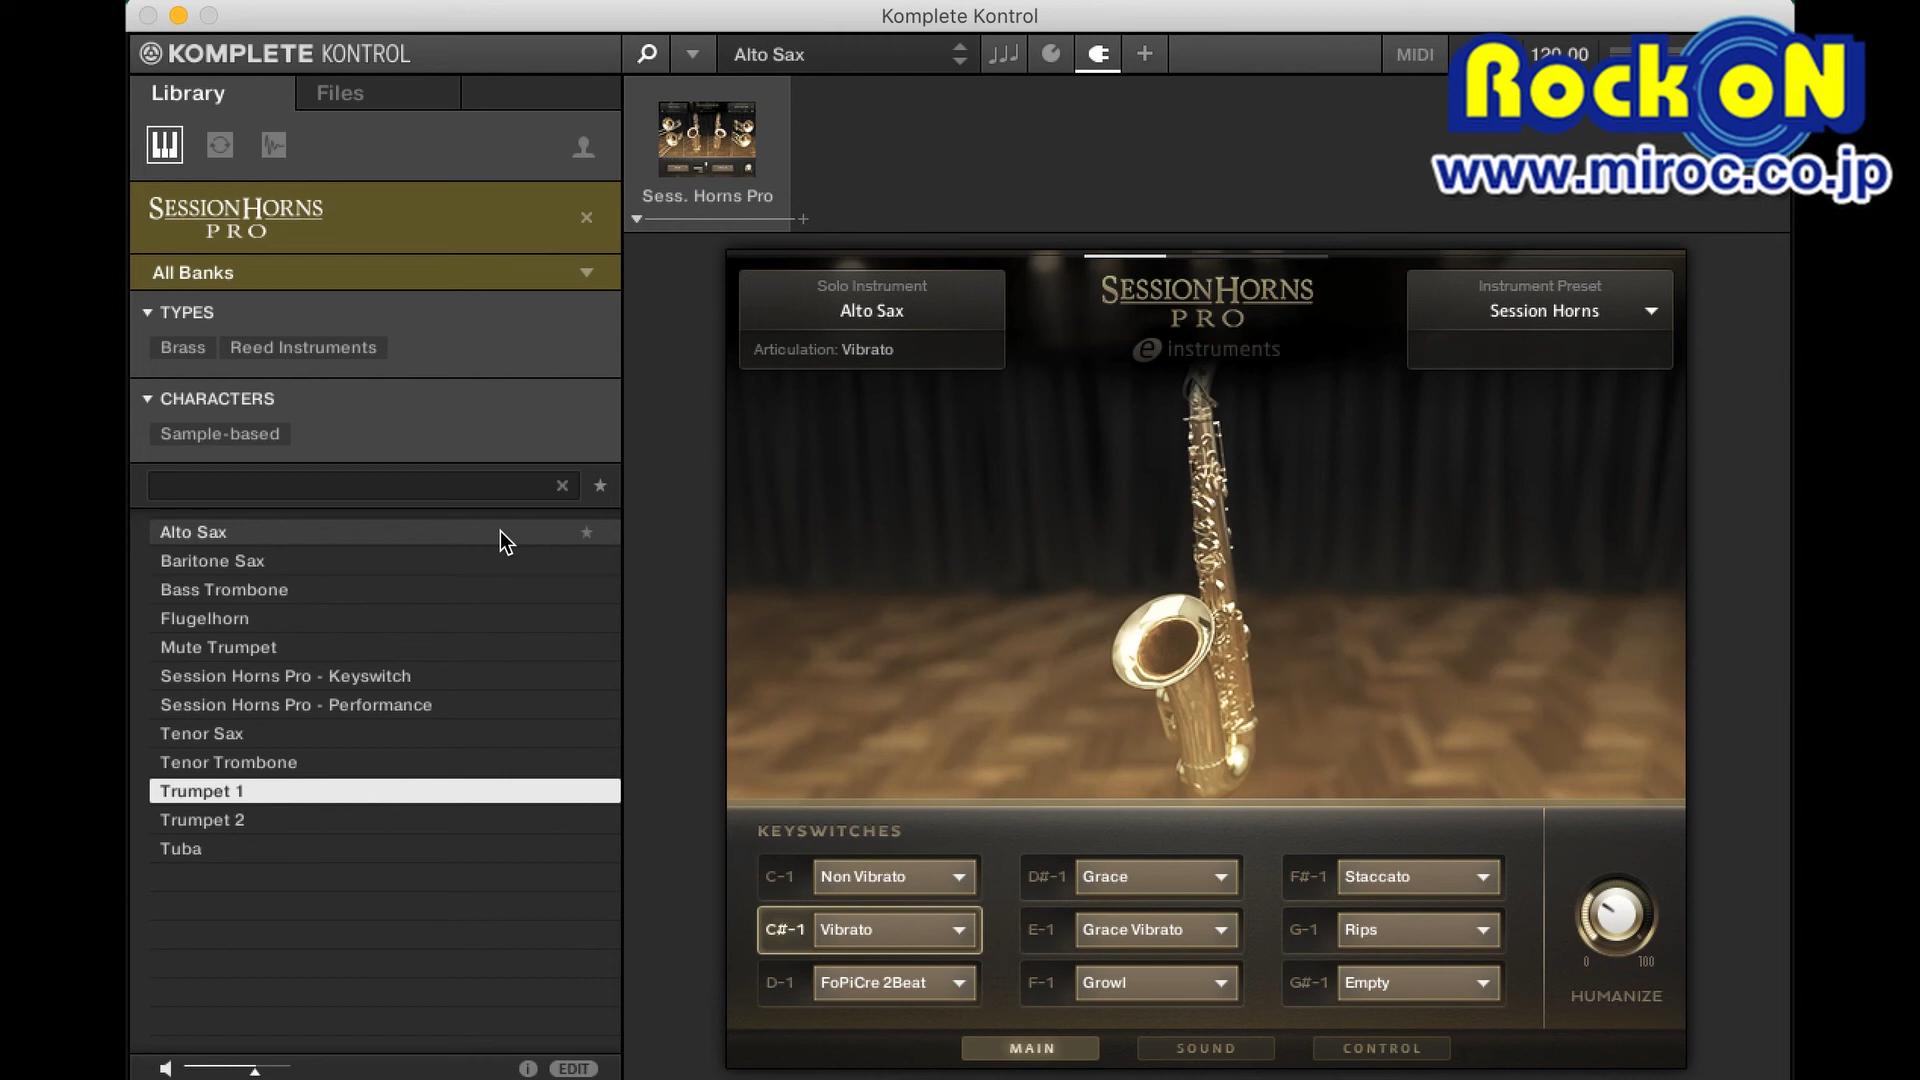 Komplete Kontrol
KOMPLETE KONTROL
Alto Sax
MIDI
120.00
Rock oN
www.miroc.co.jp
Library
Files
Sess. Horns Pro
SESSION HORNS
PRO
All Banks
TYPES
Brass
Reed Instruments
CHARACTERS
Sample-based
Alto Sax
Baritone Sax
Bass Trombone
Flugelhorn
Mute Trumpet
Session Horns Pro - Keyswitch
Session Horns Pro - Performance
Tenor Sax
Tenor Trombone
Trumpet 1
Trumpet 2
Tuba
EDIT
Solo Instrument
Alto Sax
Articulation: Vibrato
SESSION HORNS
PRO
e instruments
Instrument Preset
Session Horns
KEYSWITCHES
C-1 Non Vibrato
D#-1 Grace
F#-1 Staccato
C#-1 Vibrato
E-1 Grace Vibrato
G-1 Rips
D-1 FoPiCre 2Beat
F-1 Growl
G#-1 Empty
0 100
HUMANIZE
MAIN
SOUND
CONTROL